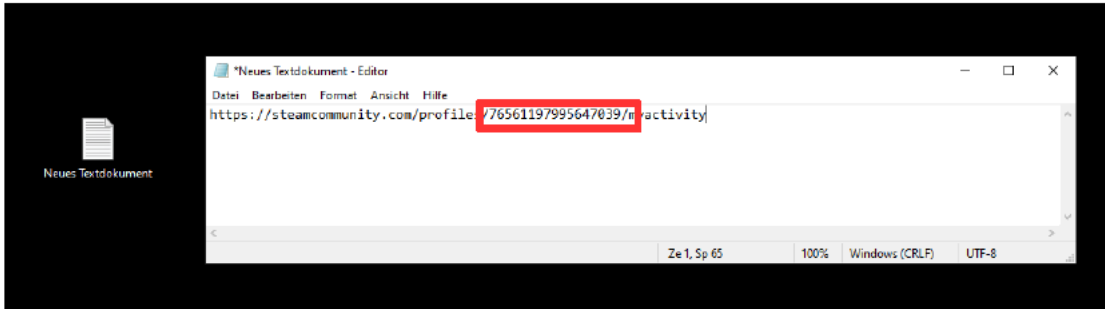 *Neues Textdokument - Editor
Datei Bearbeiten Format Ansicht Hilfe
https://steamcommunity.com/profiles/76561197995647039/myactivity
Neues Textdokument
Ze 1, Sp 65 100% Windows (CRLF) UTF-8